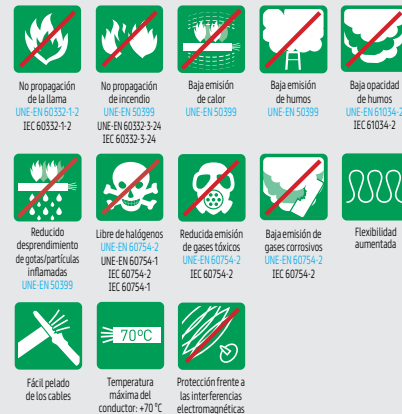 No propagación
de la llama
UNE-EN 60332-1-2
IEC 60332-1-2
No propagación
de incendio
UNE-EN 50399
UNE-EN 60332-3-24
IEC 60332-3-24
Baja emisión
de calor
UNE-EN 50399
Baja emisión
de humos
UNE-EN 50399
Baja opacidad
de humos
UNE-EN 61034-2
IEC 61034-2
Reducido
desprendimiento
de gotas/partículas
inflamadas
UNE-EN 50399
Libre de halógenos
UNE-EN 60754-2
UNE-EN 60754-1
IEC 60754-2
IEC 60754-1
Reducida emisión
de gases tóxicos
UNE-EN 60754-2
IEC 60754-2
Baja emisión de
gases corrosivos
UNE-EN 60754-2
IEC 60754-2
Flexibilidad
aumentada
Fácil pelado
de los cables
70°C
Temperatura
máxima del
conductor: +70 °C
Protección frente a
las interferencias
electromagnéticas